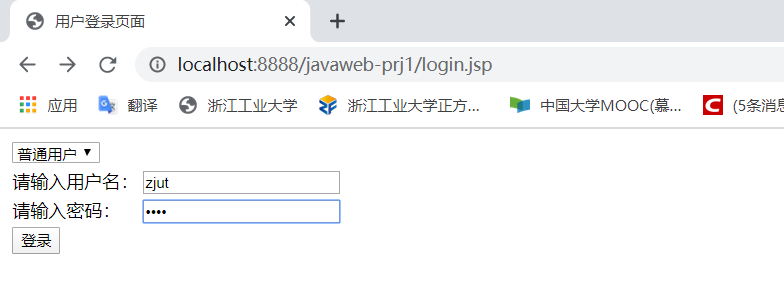 用户登录页面
localhost:8888/javaweb-prj1/login.jsp
应用 翻译 浙江工业大学 浙江工业大学正方... 中国大学MOOC(慕... (5条消息
普通用户
请输入用户名: zjut
请输入密码: ••••
登录